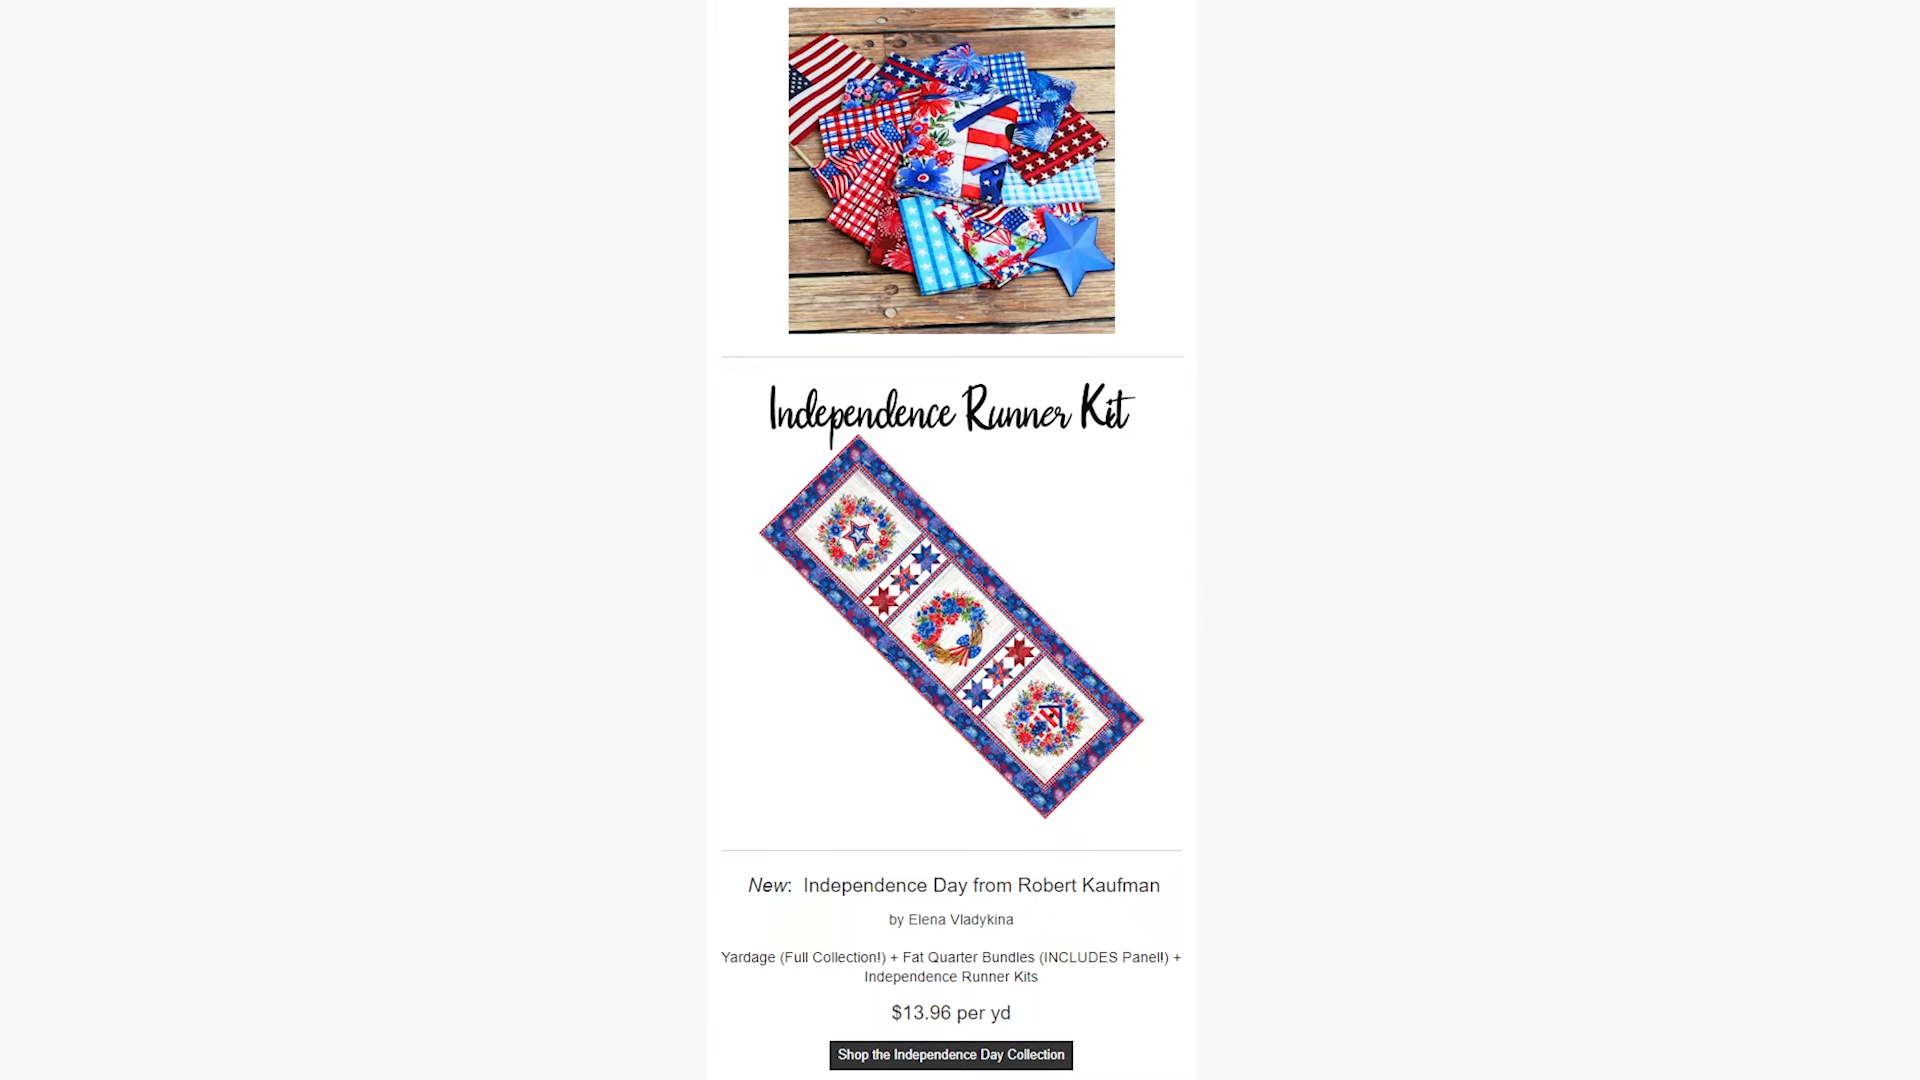 Independence Runner Kit
New: Independence Day from Robert Kaufman
by Elena Vladykina
Yardage (Full Collection!) + Fat Quarter Bundles (INCLUDES Panel!) +
Independence Runner Kits
$13.96 per yd
Shop the Independence Day Collection